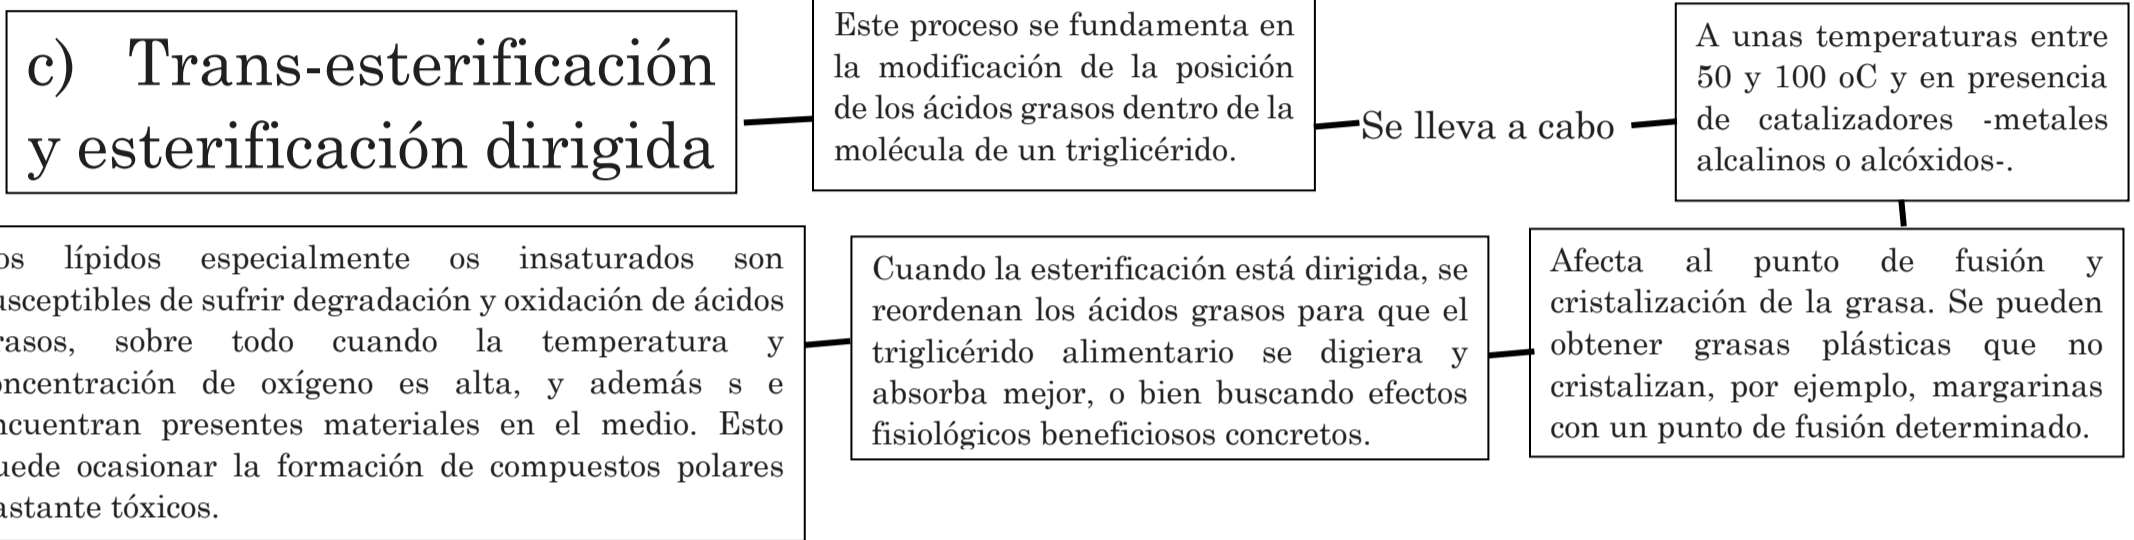 c) Trans-esterificación
y esterificación dirigida
Este proceso se fundamenta en
la modificación de la posición
de los ácidos grasos dentro de la
molécula de un triglicérido.
Se lleva a cabo
A unas temperaturas entre
50 y 100 oC y en presencia
de catalizadores -metales
alcalinos o alcóxidos-.
Afecta al punto de fusión y
cristalización de la grasa. Se pueden
obtener grasas plásticas que no
cristalizan, por ejemplo, margarinas
con un punto de fusión determinado.
Cuando la esterificación está dirigida, se
reordenan los ácidos grasos para que el
triglicérido alimentario se digiera y
absorba mejor, o bien buscando efectos
fisiológicos beneficiosos concretos.
os lípidos especialmente os insaturados son
usceptibles de sufrir degradación y oxidación de ácidos
rasos, sobre todo cuando la temperatura y
oncentración de oxígeno es alta, y además s e
ncuentran presentes materiales en el medio. Esto
uede ocasionar la formación de compuestos polares
astante tóxicos.